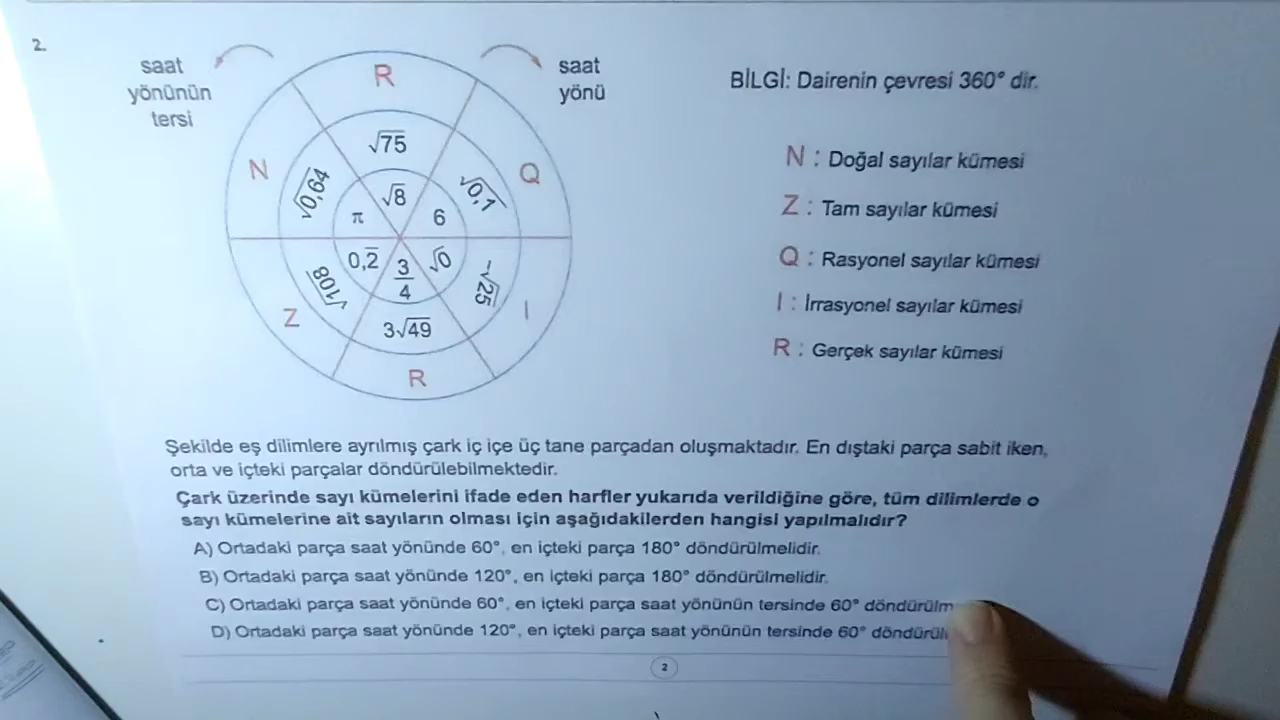 2.
saat
yönünün
tersi
saat
yönü
R
N
Q
Z
I
R
√75
√0,64
√0,1
√108
-√25
3√49
√8
π
6
0,2̅
3/4
√0
BİLGİ: Dairenin çevresi 360° dir.
N : Doğal sayılar kümesi
Z : Tam sayılar kümesi
Q : Rasyonel sayılar kümesi
I : İrrasyonel sayılar kümesi
R : Gerçek sayılar kümesi
Şekilde eş dilimlere ayrılmış çark iç içe üç tane parçadan oluşmaktadır. En dıştaki parça sabit iken,
orta ve içteki parçalar döndürülebilmektedir.
Çark üzerinde sayı kümelerini ifade eden harfler yukarıda verildiğine göre, tüm dilimlerde o
sayı kümelerine ait sayıların olması için aşağıdakilerden hangisi yapılmalıdır?
A) Ortadaki parça saat yönünde 60°, en içteki parça 180° döndürülmelidir.
B) Ortadaki parça saat yönünde 120°, en içteki parça 180° döndürülmelidir.
C) Ortadaki parça saat yönünde 60°, en içteki parça saat yönünün tersinde 60° döndürülm
D) Ortadaki parça saat yönünde 120°, en içteki parça saat yönünün tersinde 60° döndürül
2